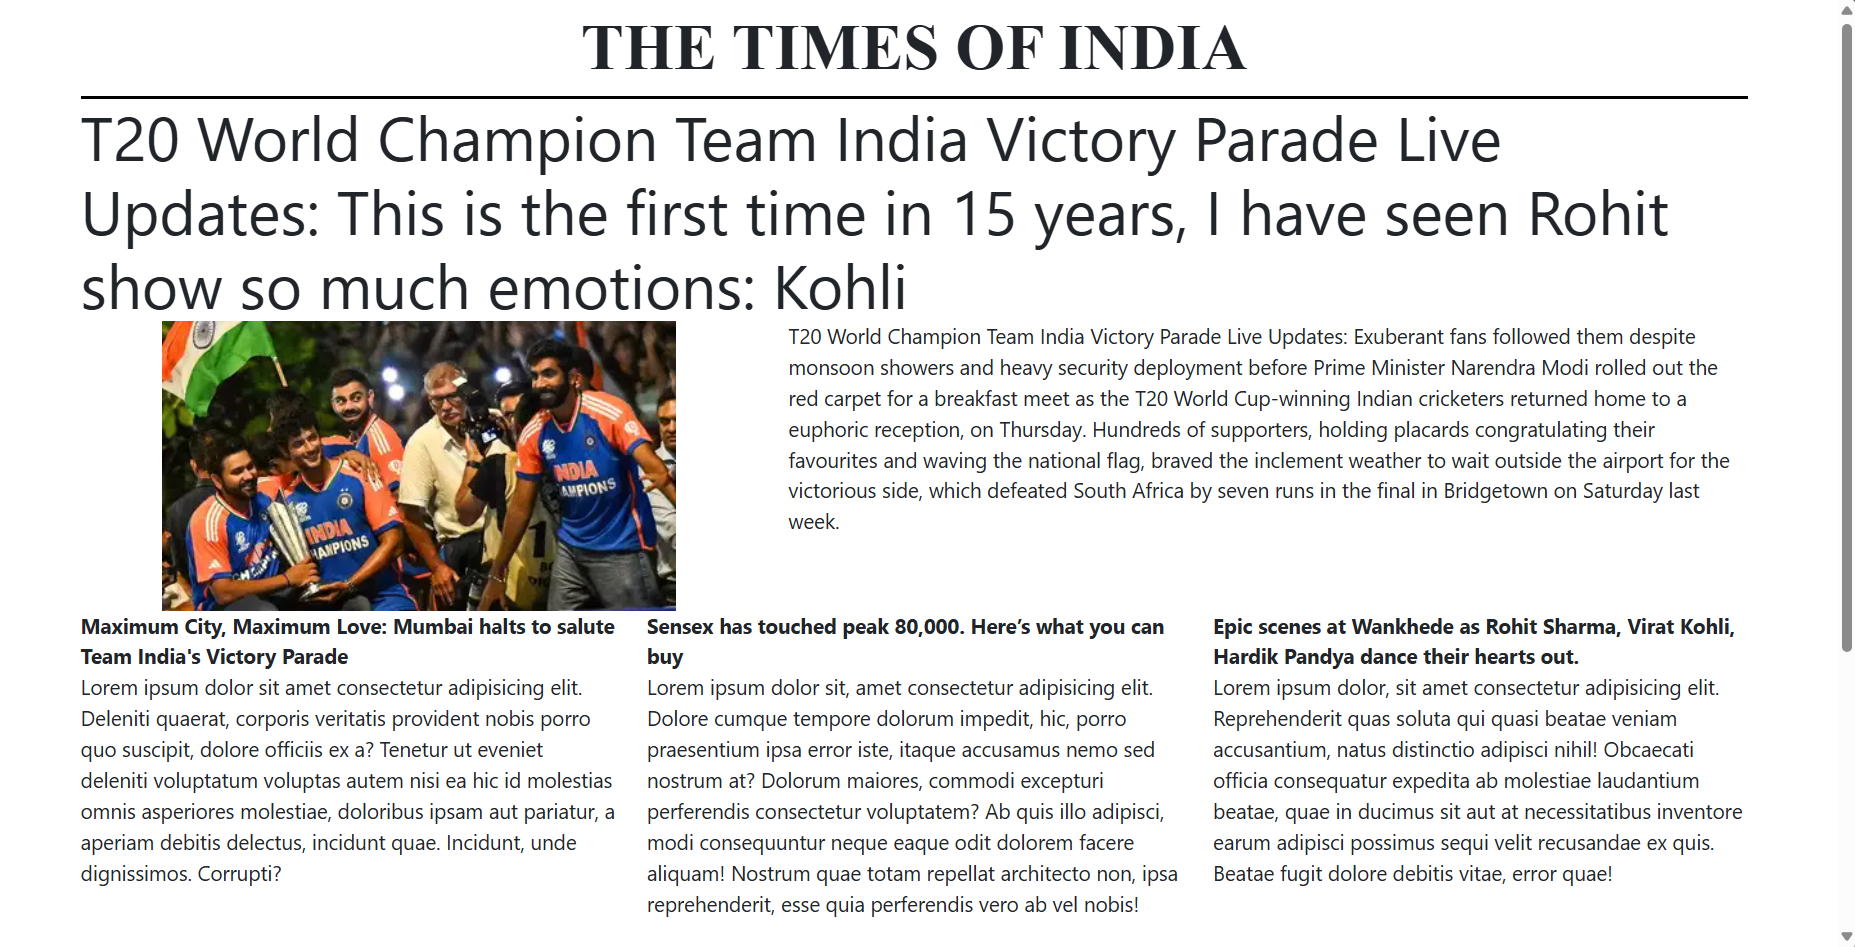 THE TIMES OF INDIA
T20 World Champion Team India Victory Parade Live
Updates: This is the first time in 15 years, I have seen Rohit
show so much emotions: Kohli
INDIA
CHAMPIONS
INDIA
T20 World Champion Team India Victory Parade Live Updates: Exuberant fans followed them despite
monsoon showers and heavy security deployment before Prime Minister Narendra Modi rolled out the
red carpet for a breakfast meet as the T20 World Cup-winning Indian cricketers returned home to a
euphoric reception, on Thursday. Hundreds of supporters, holding placards congratulating their
favourites and waving the national flag, braved the inclement weather to wait outside the airport for the
victorious side, which defeated South Africa by seven runs in the final in Bridgetown on Saturday last
week.
Maximum City, Maximum Love: Mumbai halts to salute
Team India's Victory Parade
Lorem ipsum dolor sit amet consectetur adipisicing elit.
Deleniti quaerat, corporis veritatis provident nobis porro
quo suscipit, dolore officiis ex a? Tenetur ut eveniet
deleniti voluptatum voluptas autem nisi ea hic id molestias
omnis asperiores molestiae, doloribus ipsam aut pariatur, a
aperiam debitis delectus, incidunt quae. Incidunt, unde
dignissimos. Corrupti?
Sensex has touched peak 80,000. Here’s what you can
buy
Lorem ipsum dolor sit, amet consectetur adipisicing elit.
Dolore cumque tempore dolorum impedit, hic, porro
praesentium ipsa error iste, itaque accusamus nemo sed
nostrum at? Dolorum maiores, commodi excepturi
perferendis consectetur voluptatem? Ab quis illo adipisci,
modi consequuntur neque eaque odit dolorem facere
aliquam! Nostrum quae totam repellat architecto non, ipsa
reprehenderit, esse quia perferendis vero ab vel nobis!
Epic scenes at Wankhede as Rohit Sharma, Virat Kohli,
Hardik Pandya dance their hearts out.
Lorem ipsum dolor, sit amet consectetur adipisicing elit.
Reprehenderit quas soluta qui quasi beatae veniam
accusantium, natus distinctio adipisci nihil! Obcaecati
officia consequatur expedita ab molestiae laudantium
beatae, quae in ducimus sit aut at necessitatibus inventore
earum adipisci possimus sequi velit recusandae ex quis.
Beatae fugit dolore debitis vitae, error quae!